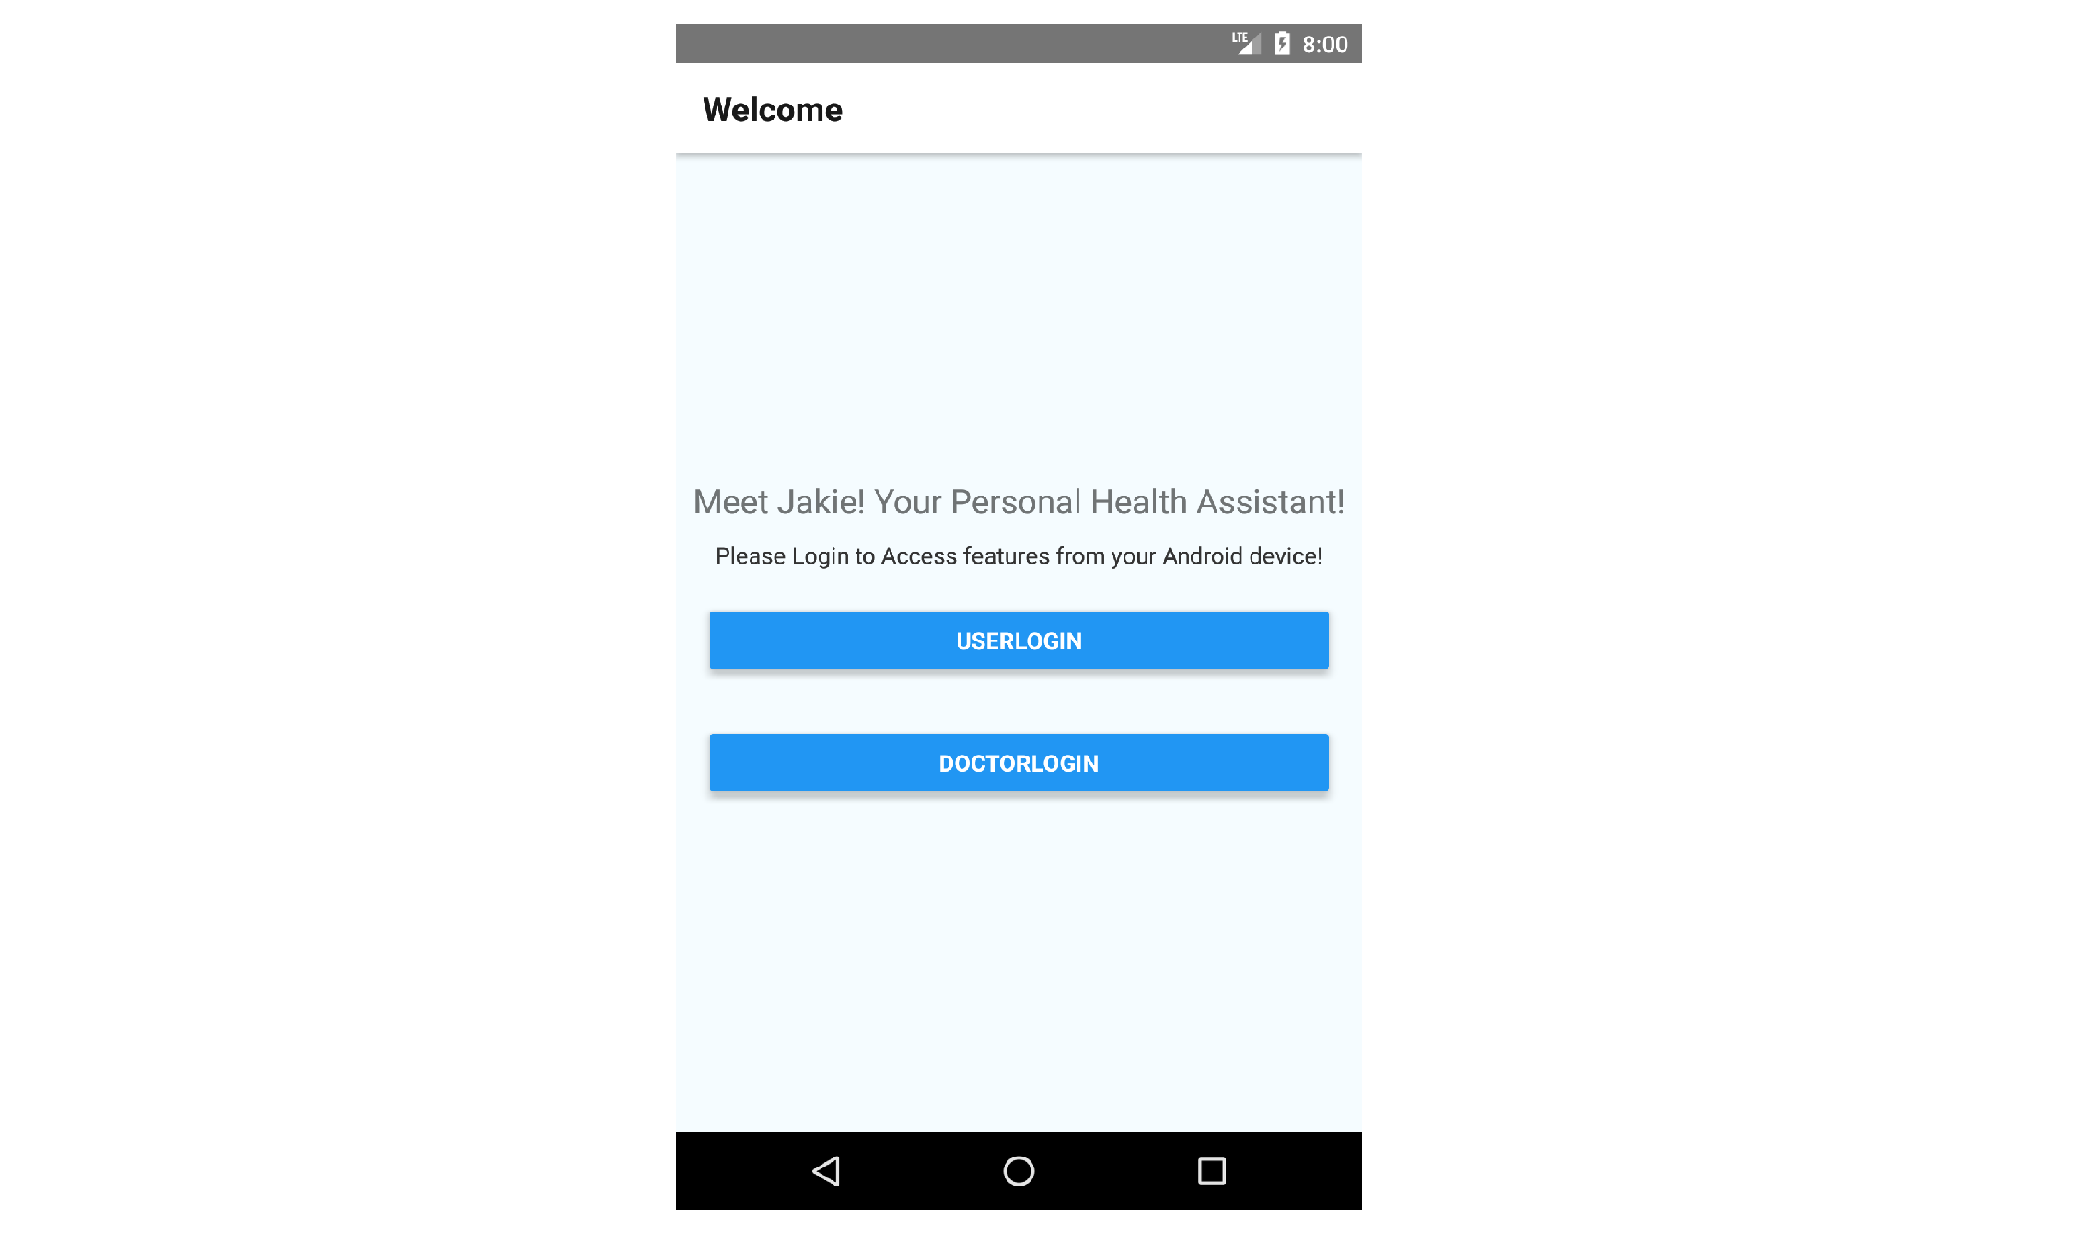 LTE 8:00
Welcome
Meet Jakie! Your Personal Health Assistant!
Please Login to Access features from your Android device!
USERLOGIN
DOCTORLOGIN